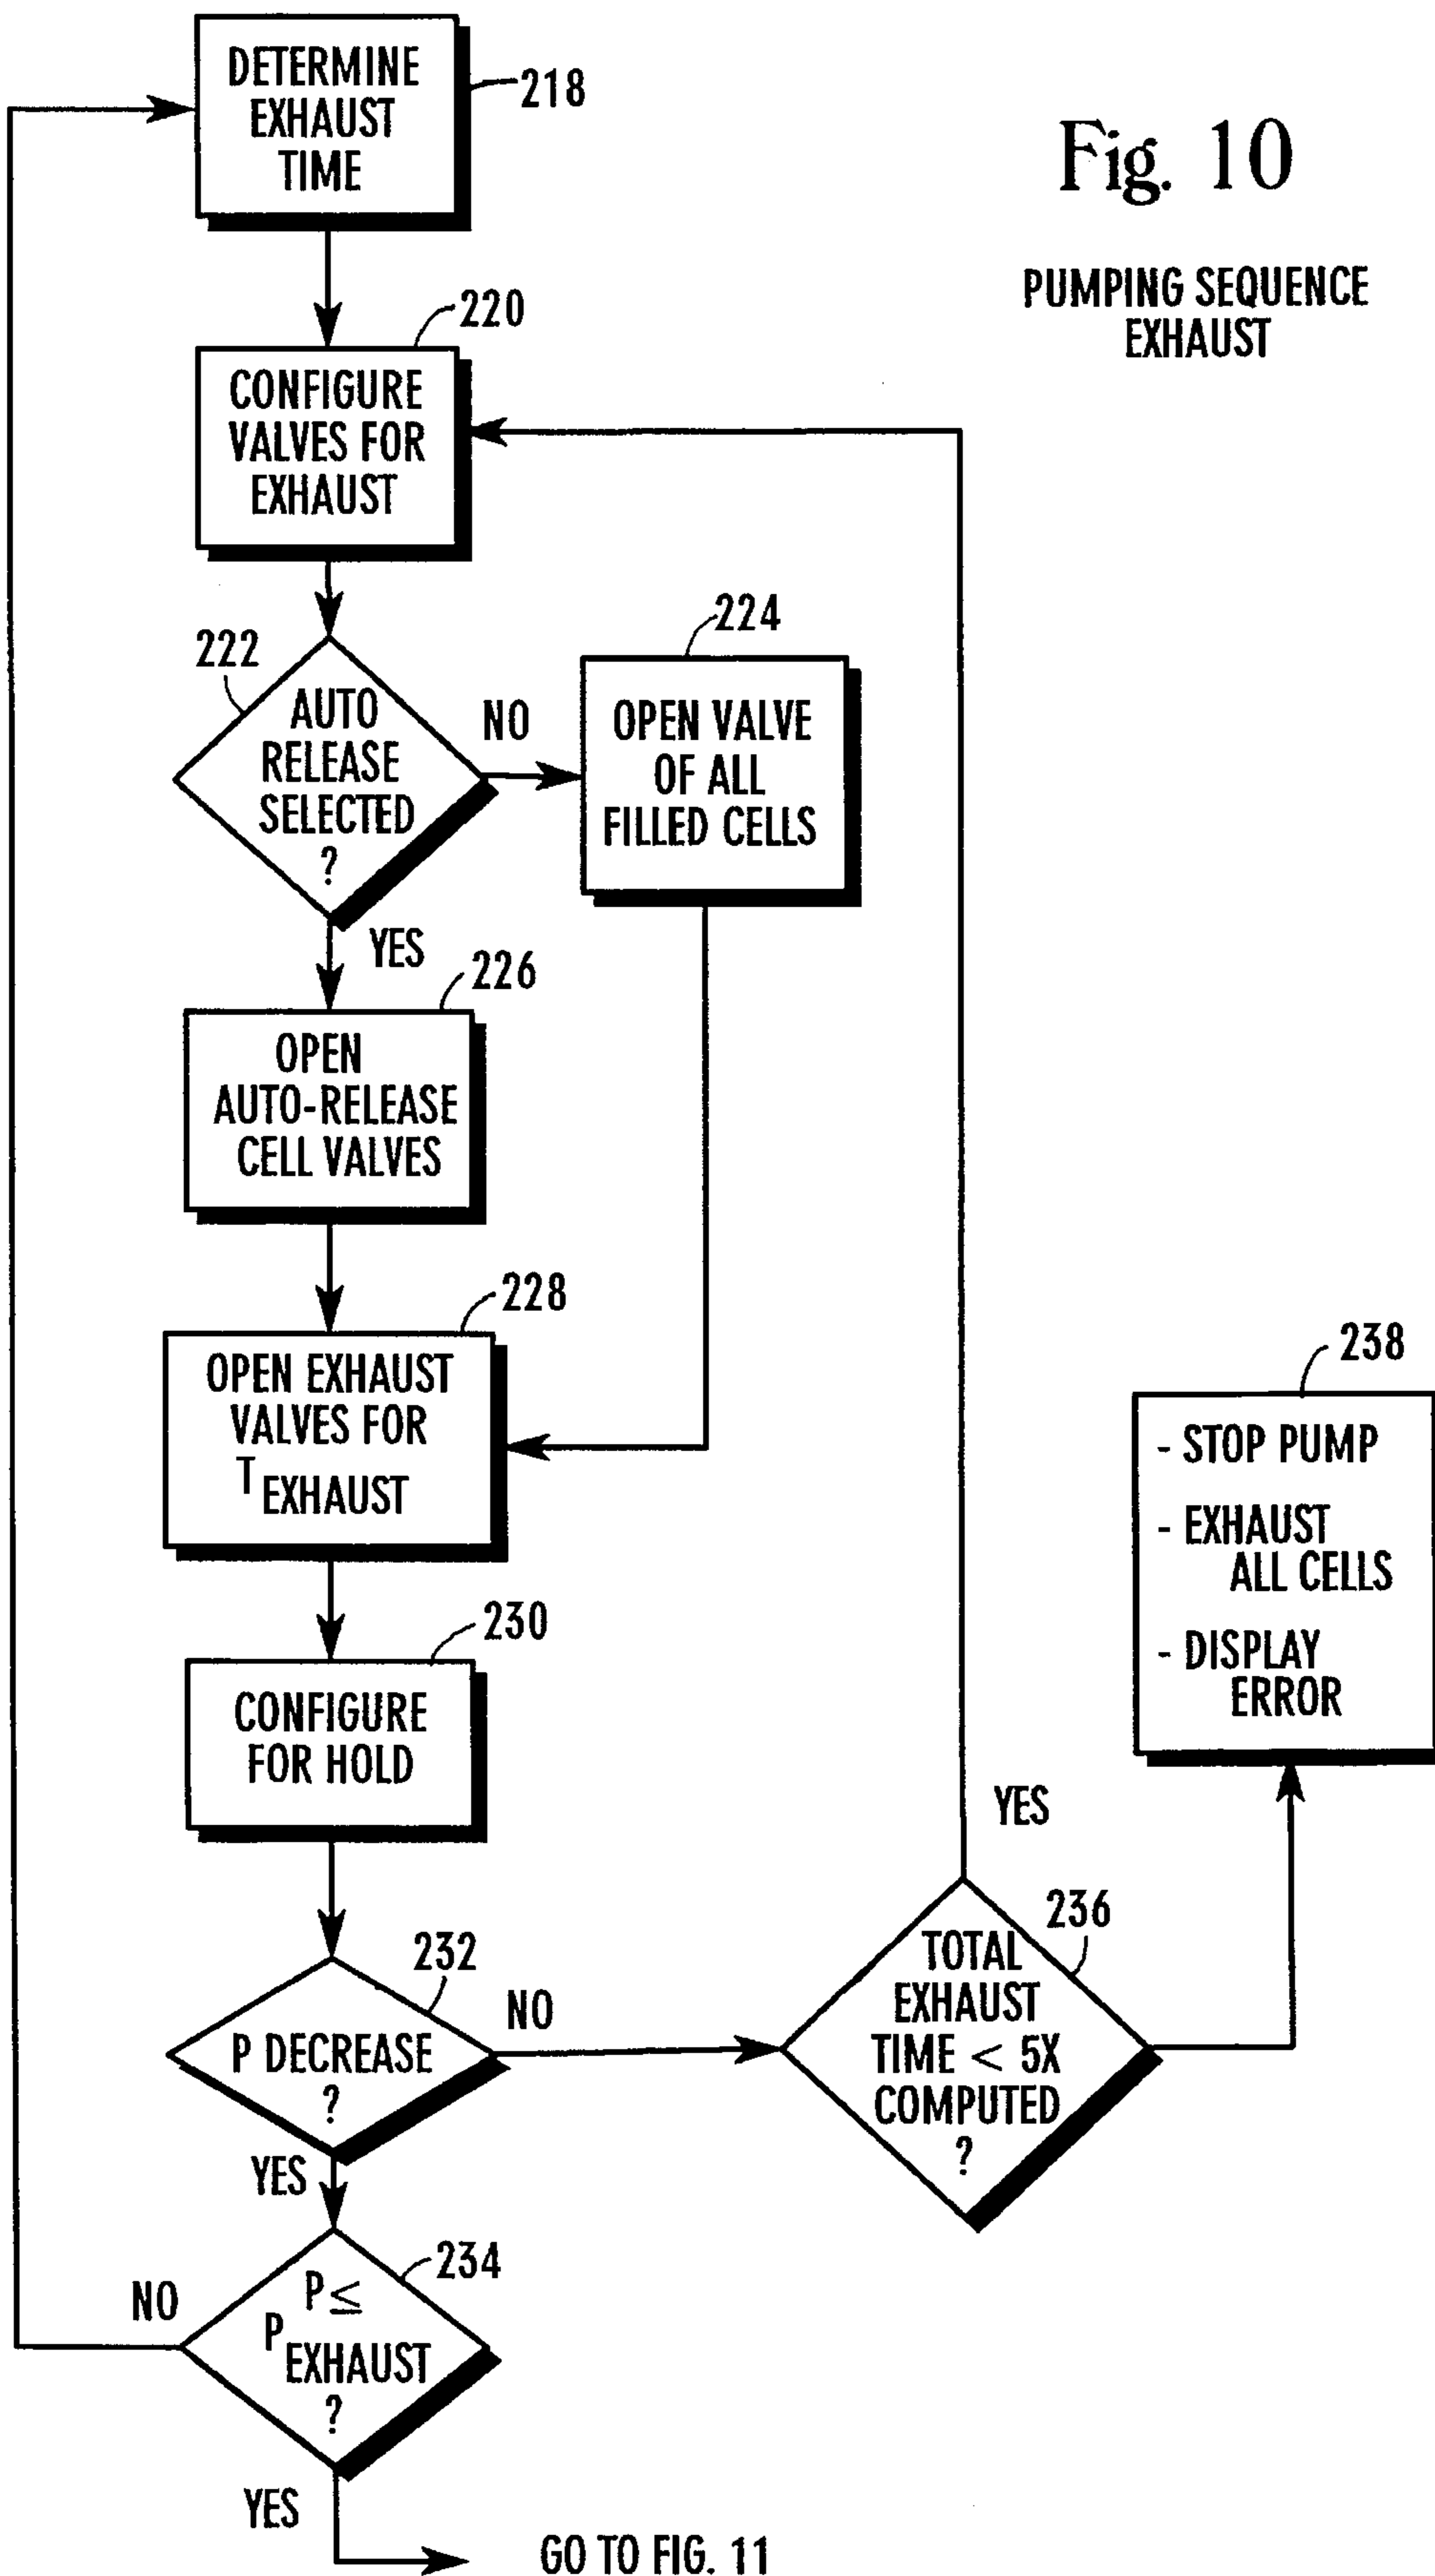 DETERMINE
EXHAUST
TIME
218
Fig. 10
PUMPING SEQUENCE
EXHAUST
220
CONFIGURE
VALVES FOR
EXHAUST
222
AUTO
RELEASE
SELECTED
?
NO
224
OPEN VALVE
OF ALL
FILLED CELLS
YES
226
OPEN
AUTO-RELEASE
CELL VALVES
228
OPEN EXHAUST
VALVES FOR
T EXHAUST
230
CONFIGURE
FOR HOLD
238
- STOP PUMP
- EXHAUST
ALL CELLS
- DISPLAY
ERROR
232
P DECREASE
?
NO
YES
236
TOTAL
EXHAUST
TIME < 5X
COMPUTED
?
YES
234
P ≤
P EXHAUST
?
NO
YES
GO TO FIG. 11